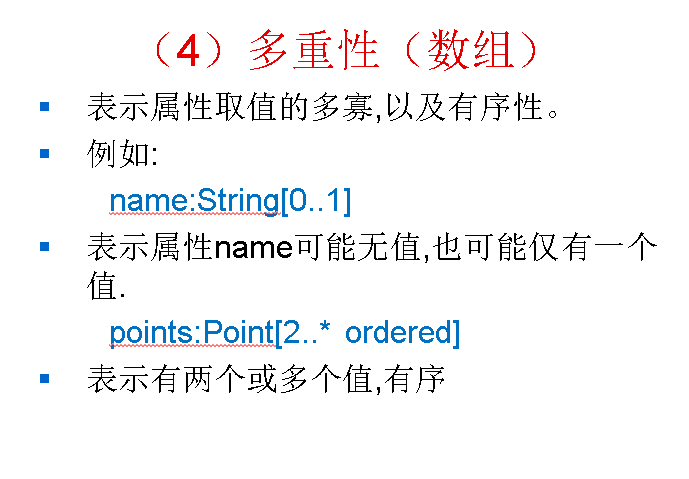 （4）多重性（数组）
▪ 表示属性取值的多寡,以及有序性。
▪ 例如:
name:String[0..1]
▪ 表示属性name可能无值,也可能仅有一个
值.
points:Point[2..* ordered]
▪ 表示有两个或多个值,有序